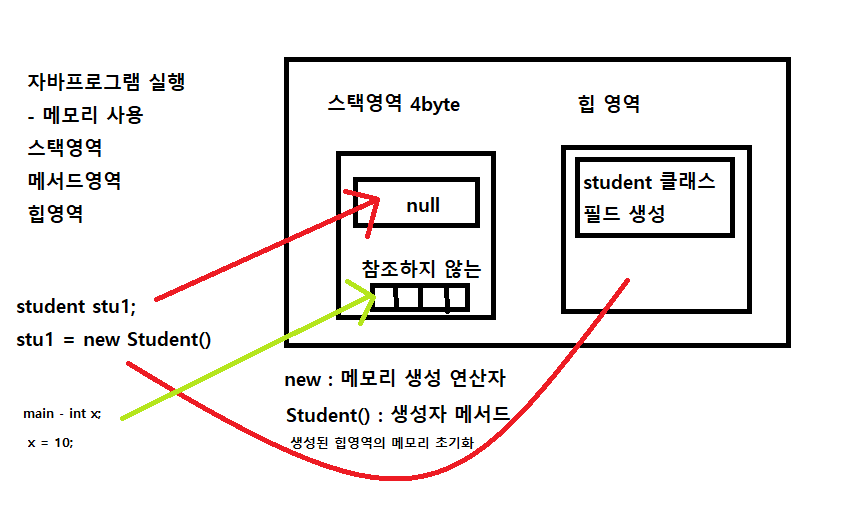 자바프로그램 실행
- 메모리 사용
스택영역
메서드영역
힙영역
student stu1;
stu1 = new Student()
main - int x;
x = 10;
스택영역 4byte
null
참조하지 않는
힙 영역
student 클래스
필드 생성
new : 메모리 생성 연산자
Student() : 생성자 메서드
생성된 힙영역의 메모리 초기화